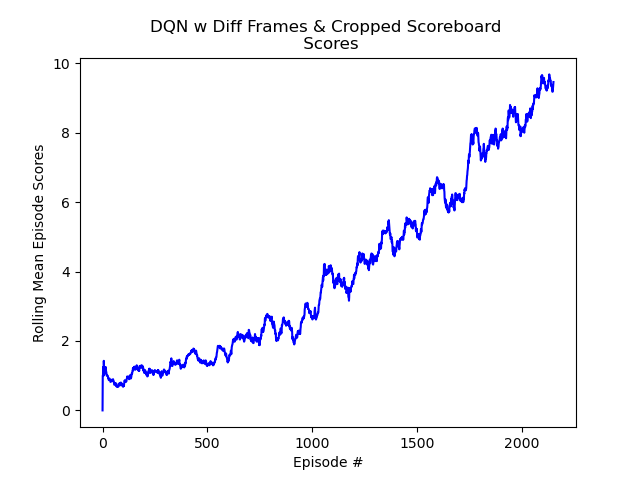 DQN w Diff Frames & Cropped Scoreboard
Scores
10
8
6
4
2
0
Rolling Mean Episode Scores
0 500 1000 1500 2000
Episode #